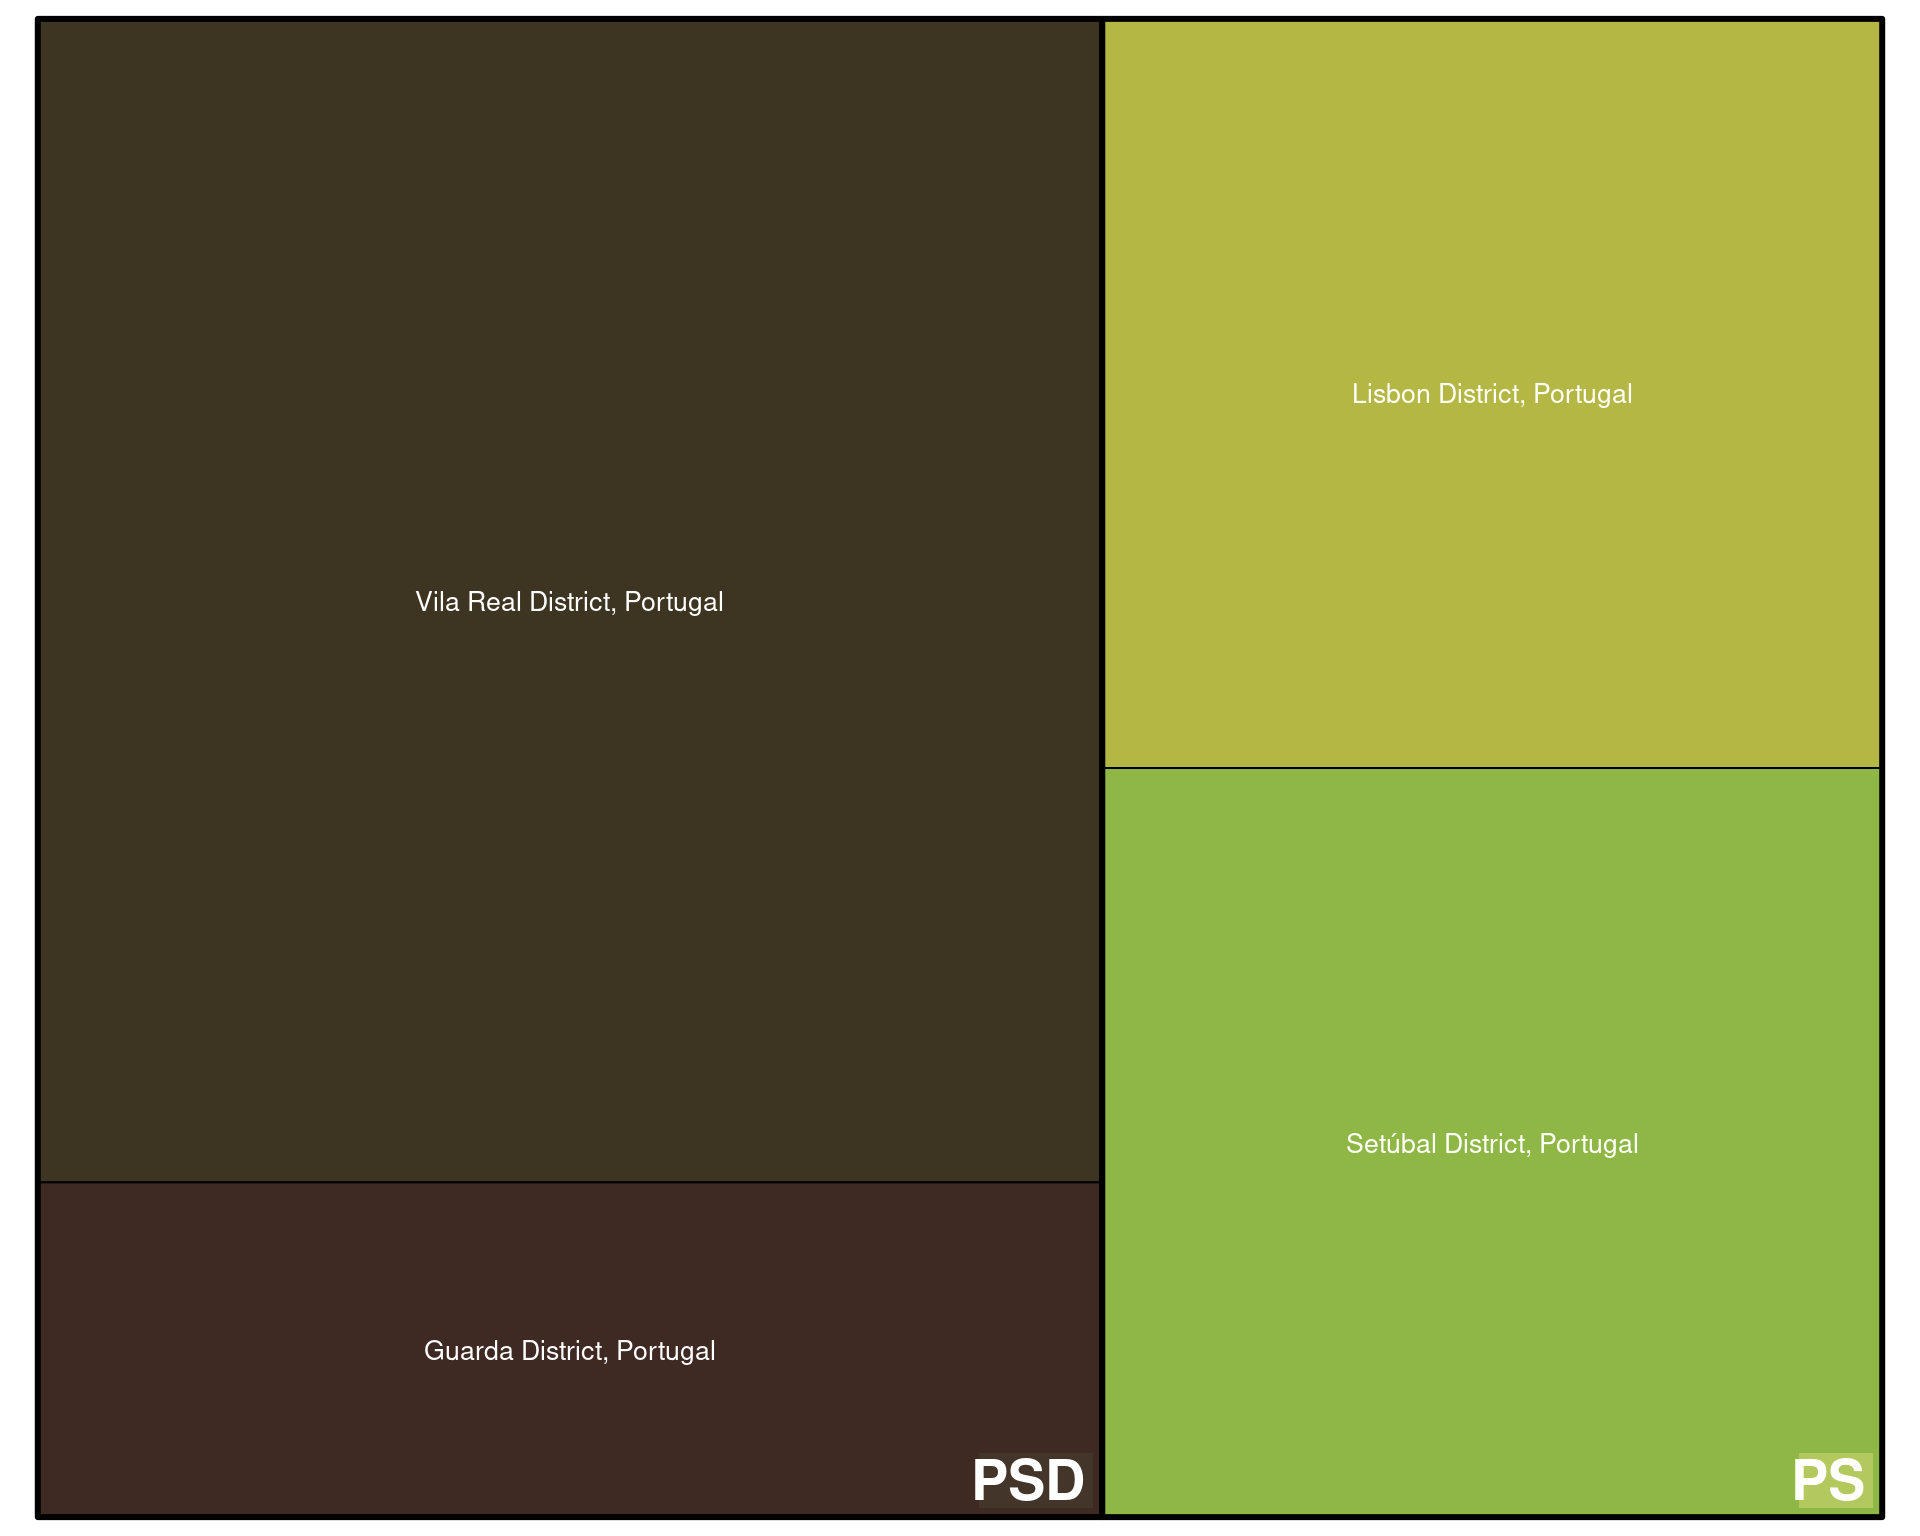 Vila Real District, Portugal
Guarda District, Portugal
PSD
Lisbon District, Portugal
Setúbal District, Portugal
PS